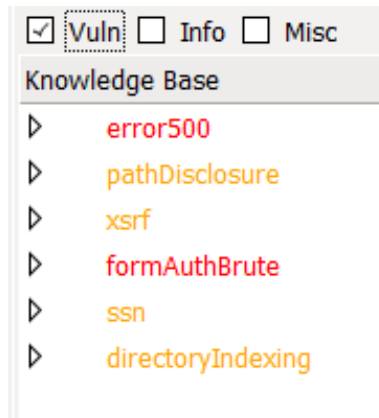 Vuln Info Misc
Knowledge Base
error500
pathDisclosure
xsrf
formAuthBrute
ssn
directoryIndexing